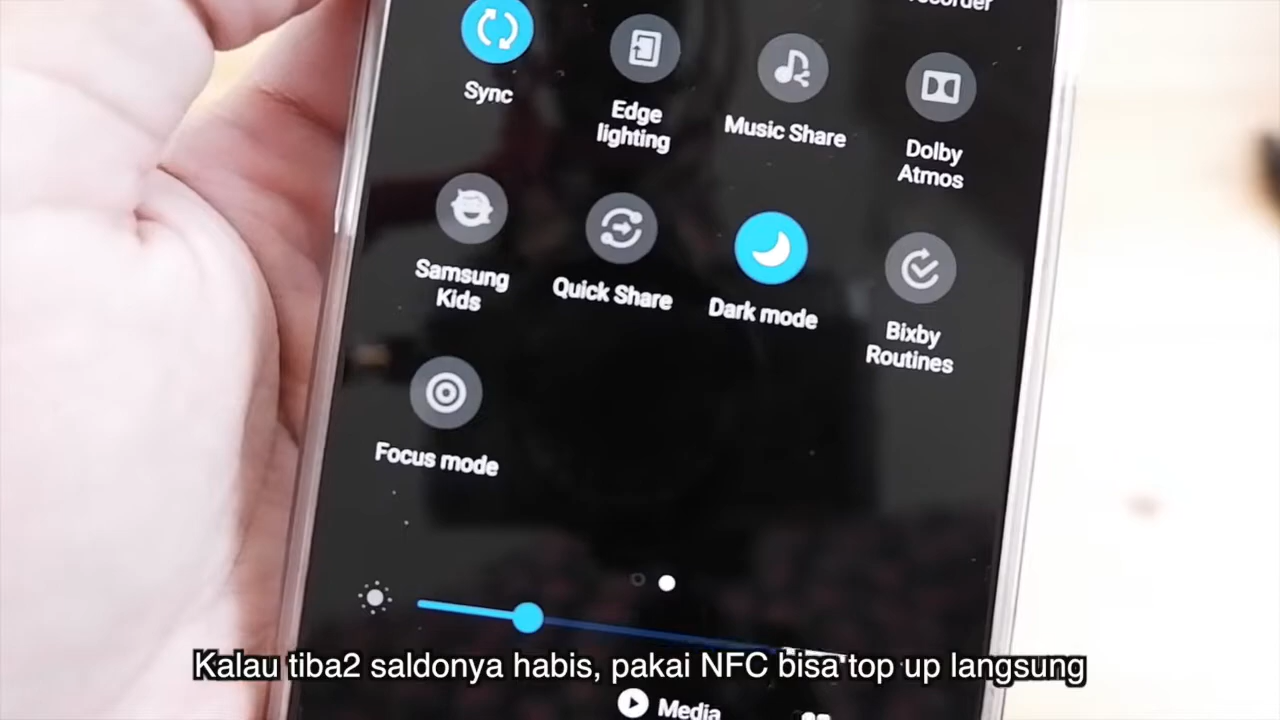 recorder
Sync
Edge
lighting
Music Share
Dolby
Atmos
Samsung
Kids
Quick Share
Dark mode
Bixby
Routines
Focus mode
Kalau tiba2 saldonya habis, pakai NFC bisa top up langsung
Media